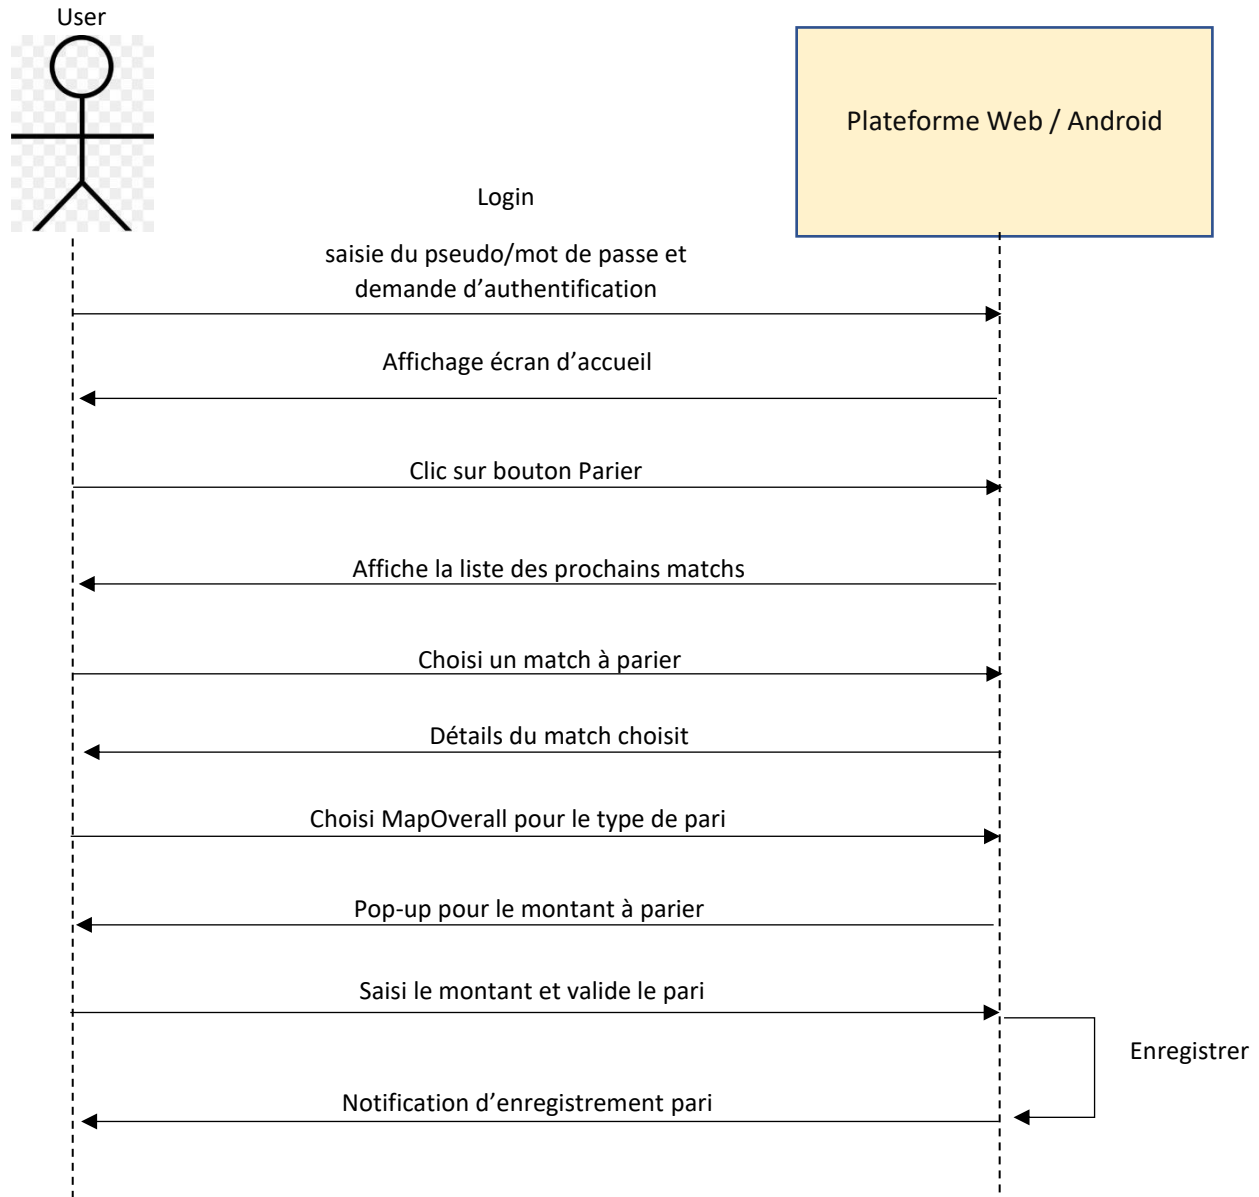 User
Plateforme Web / Android
Login
saisie du pseudo/mot de passe et
demande d’authentification
Affichage écran d’accueil
Clic sur bouton Parier
Affiche la liste des prochains matchs
Choisi un match à parier
Détails du match choisit
Choisi MapOverall pour le type de pari
Pop-up pour le montant à parier
Saisi le montant et valide le pari
Enregistrer
Notification d’enregistrement pari